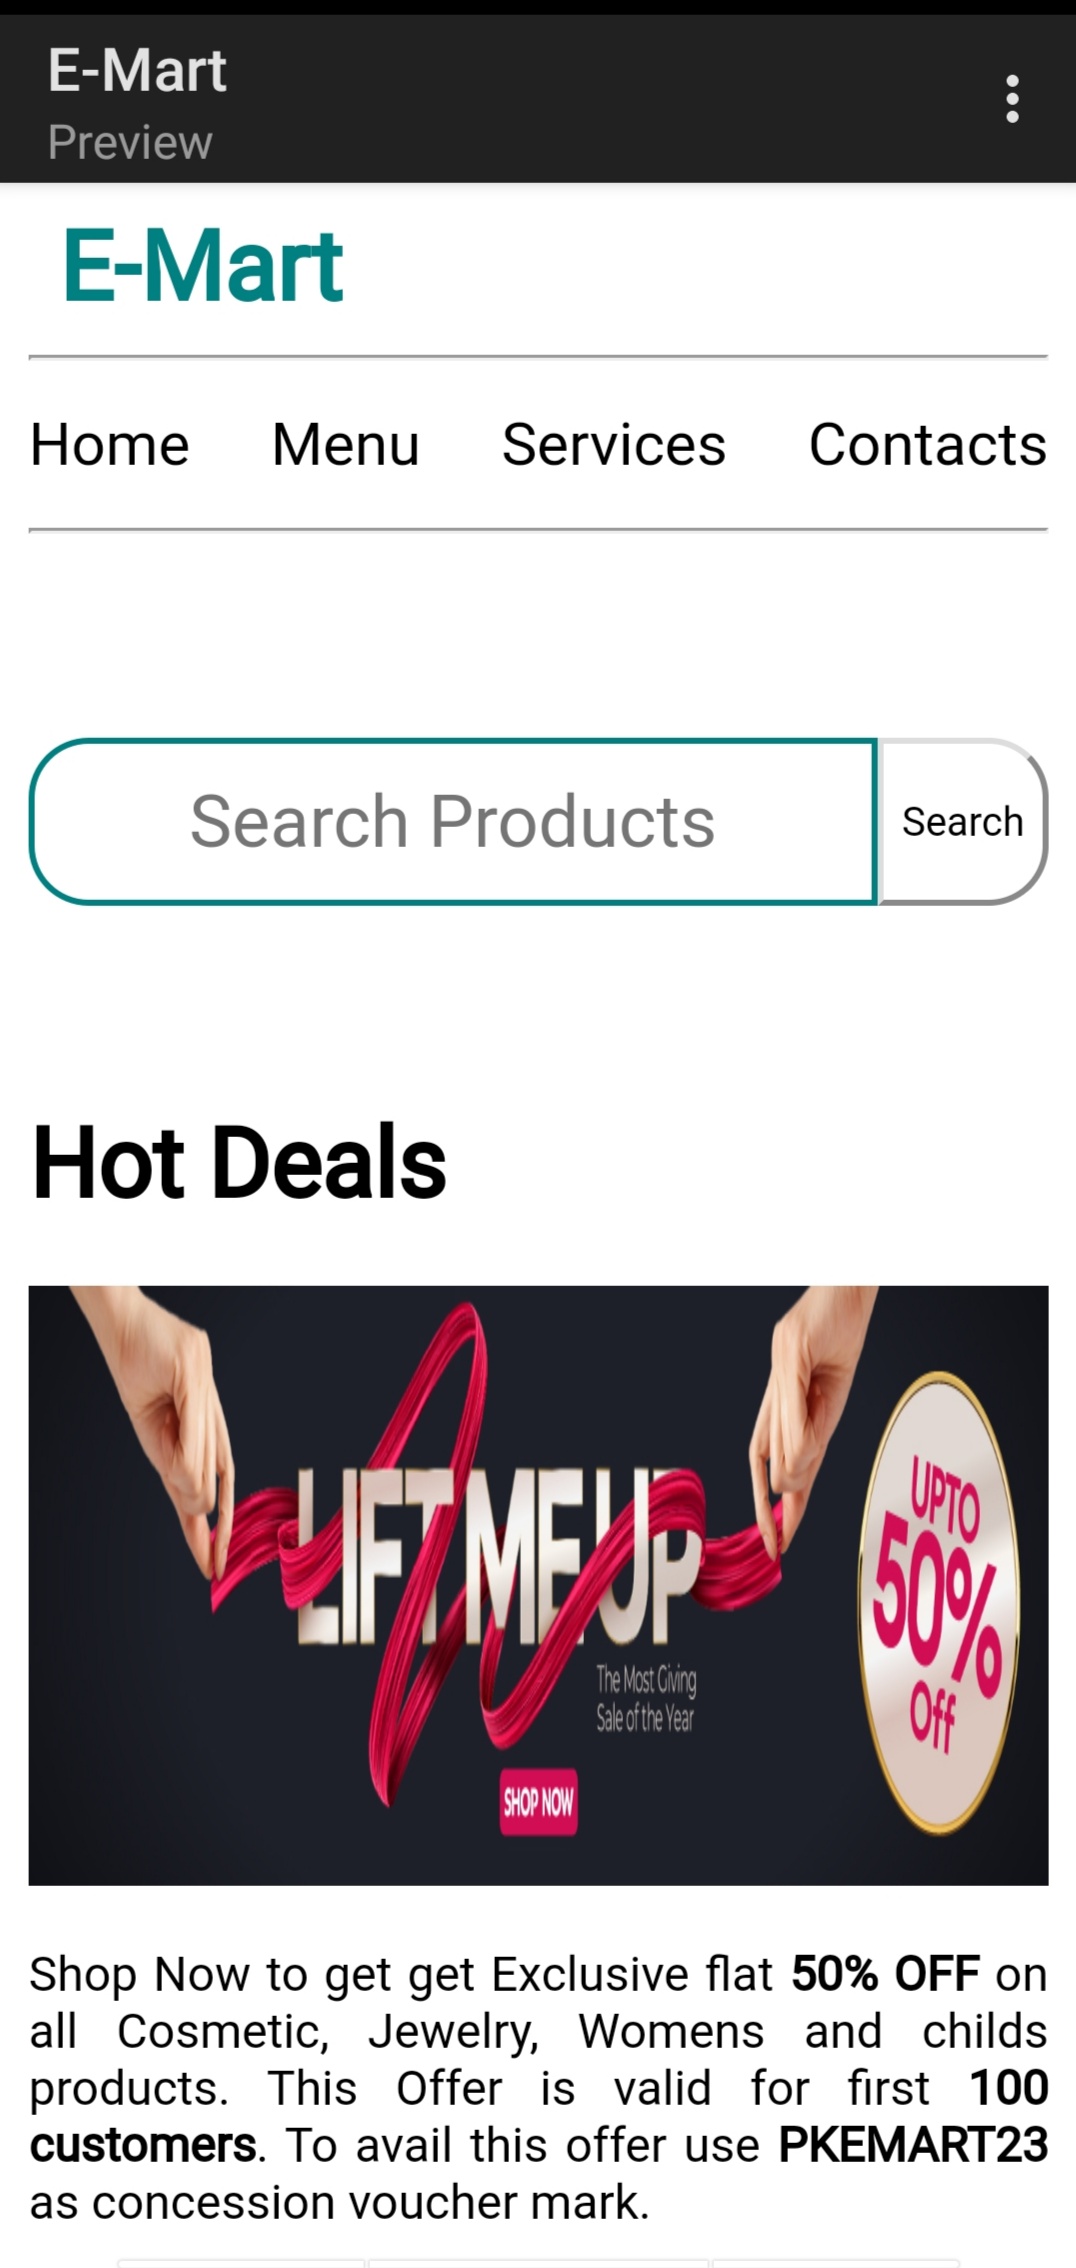 E-Mart
Preview
E-Mart
Home Menu Services Contacts
Search Products Search
Hot Deals
LIFT ME UP
The Most Giving
Sale of the Year
SHOP NOW
UPTO
50%
Off
Shop Now to get get Exclusive flat 50% OFF on
all Cosmetic, Jewelry, Womens and childs
products. This Offer is valid for first 100
customers. To avail this offer use PKEMART23
as concession voucher mark.